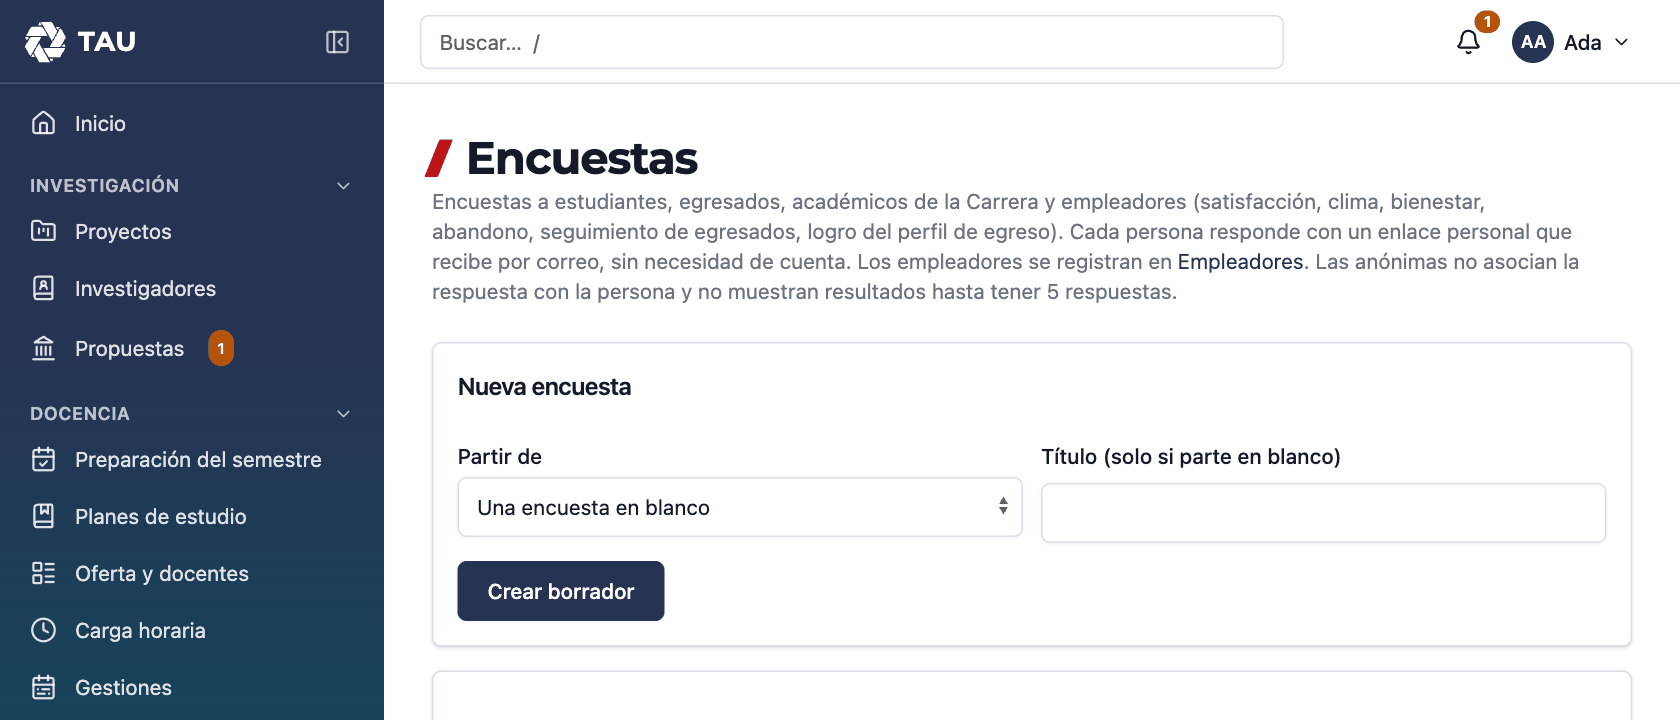 TAU
Buscar... /
1
AA Ada
Inicio
INVESTIGACIÓN
Proyectos
Investigadores
Propuestas 1
DOCENCIA
Preparación del semestre
Planes de estudio
Oferta y docentes
Carga horaria
Gestiones
Encuestas
Encuestas a estudiantes, egresados, académicos de la Carrera y empleadores (satisfacción, clima, bienestar,
abandono, seguimiento de egresados, logro del perfil de egreso). Cada persona responde con un enlace personal que
recibe por correo, sin necesidad de cuenta. Los empleadores se registran en Empleadores. Las anónimas no asocian la
respuesta con la persona y no muestran resultados hasta tener 5 respuestas.
Nueva encuesta
Partir de
Una encuesta en blanco
Título (solo si parte en blanco)
Crear borrador